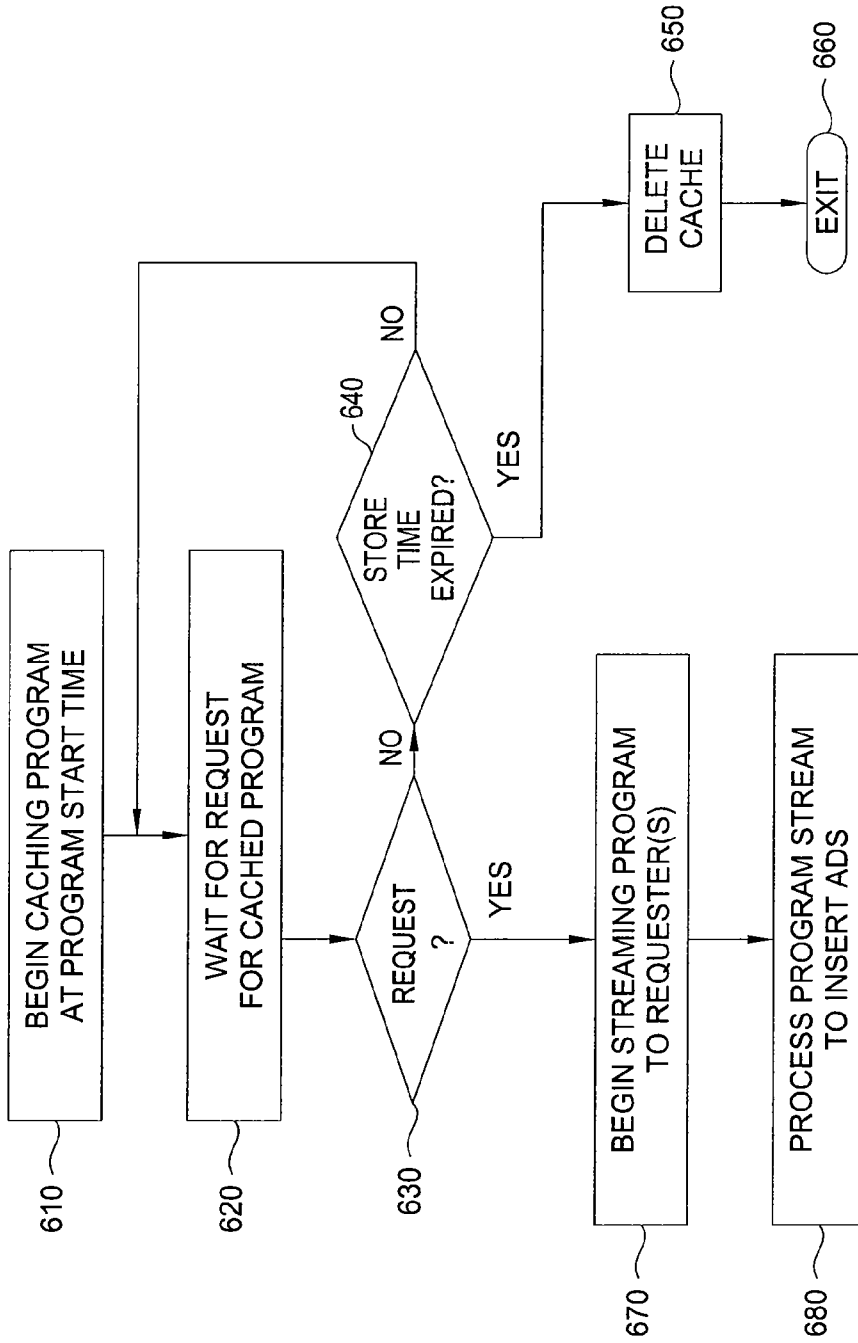 610
BEGIN CACHING PROGRAM
AT PROGRAM START TIME
620
WAIT FOR REQUEST
FOR CACHED PROGRAM
630
REQUEST
?
NO
YES
640
STORE
TIME
EXPIRED?
NO
YES
650
DELETE
CACHE
660
EXIT
670
BEGIN STREAMING PROGRAM
TO REQUESTER(S)
680
PROCESS PROGRAM STREAM
TO INSERT ADS